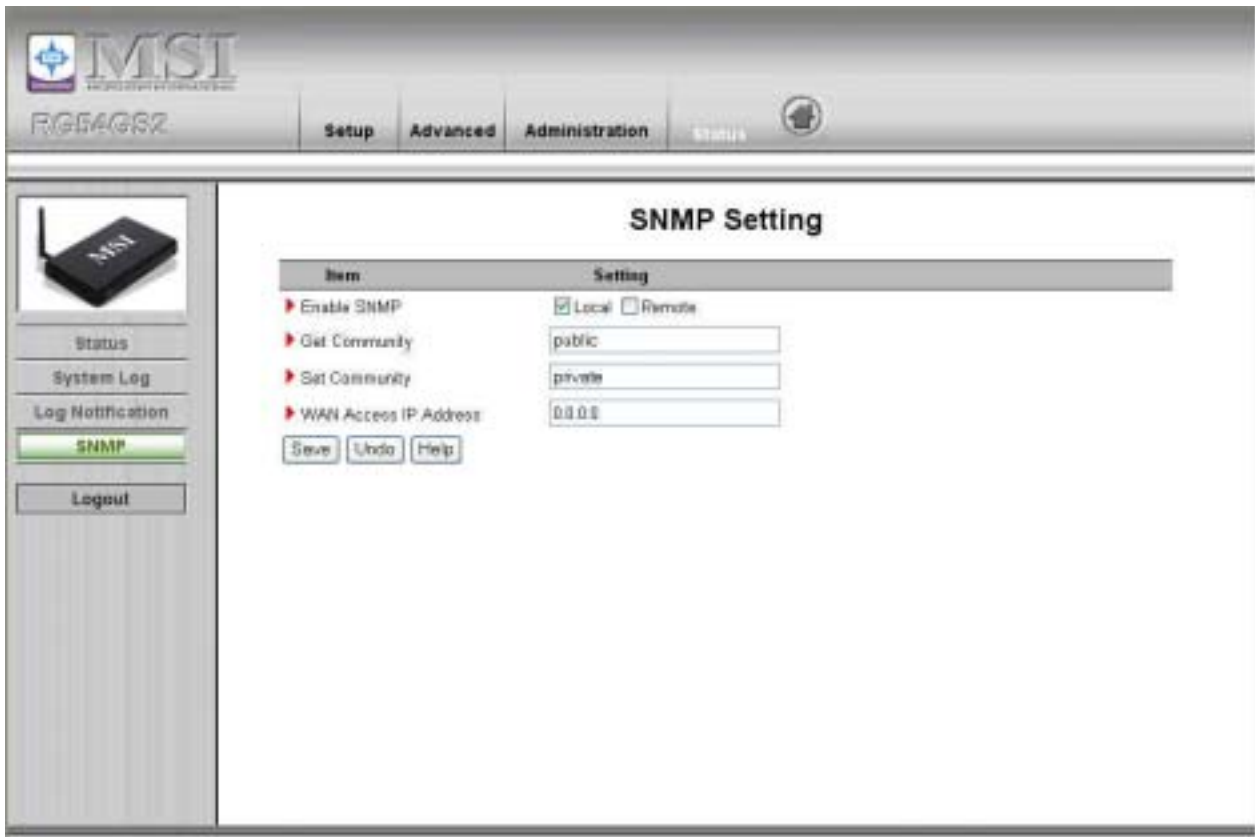 MSI
RG54GS2
Setup
Advanced
Administration
Status
MSI
Status
System Log
Log Notification
SNMP
Logout
SNMP Setting
Item Setting
Enable SNMP Local Remote
Get Community public
Set Community private
WAN Access IP Address 0.0.0.0
Save Undo Help